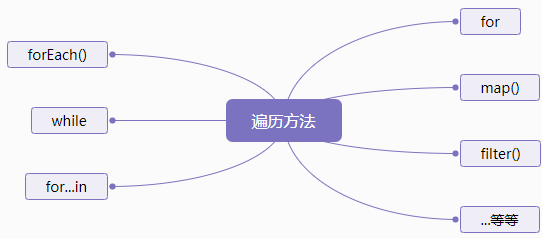 遍历方法
for
map()
filter()
...等等
forEach()
while
for...in